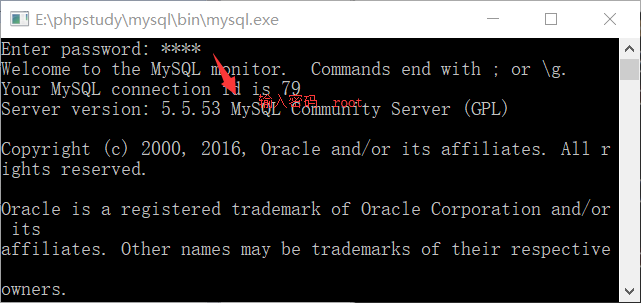 E:\phpstudy\mysql\bin\mysql.exe
Enter password: ****
Welcome to the MySQL monitor.  Commands end with ; or \g.
Your MySQL connection id is 79
输入密码  root
Server version: 5.5.53 MySQL Community Server (GPL)
Copyright (c) 2000, 2016, Oracle and/or its affiliates. All r
ights reserved.
Oracle is a registered trademark of Oracle Corporation and/or
 its
affiliates. Other names may be trademarks of their respective
owners.